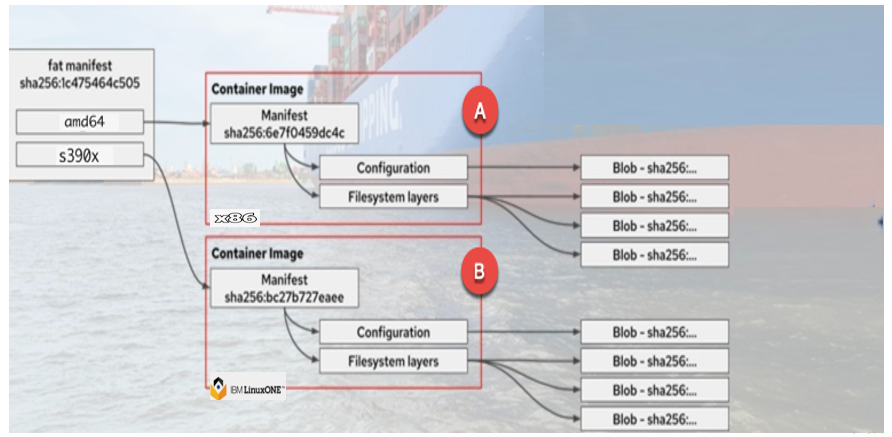 fat manifest
sha256:1c475464c505
amd64
s390x
Container Image
Manifest
sha256:6e7f0459dc4c
Configuration
Filesystem layers
x86
A
Blob - sha256:...
Blob - sha256:...
Blob - sha256:...
Blob - sha256:...
Container Image
Manifest
sha256:bc27b727eaee
Configuration
Filesystem layers
IBM LinuxONE™
B
Blob - sha256:...
Blob - sha256:...
Blob - sha256:...
Blob - sha256:...
PPING